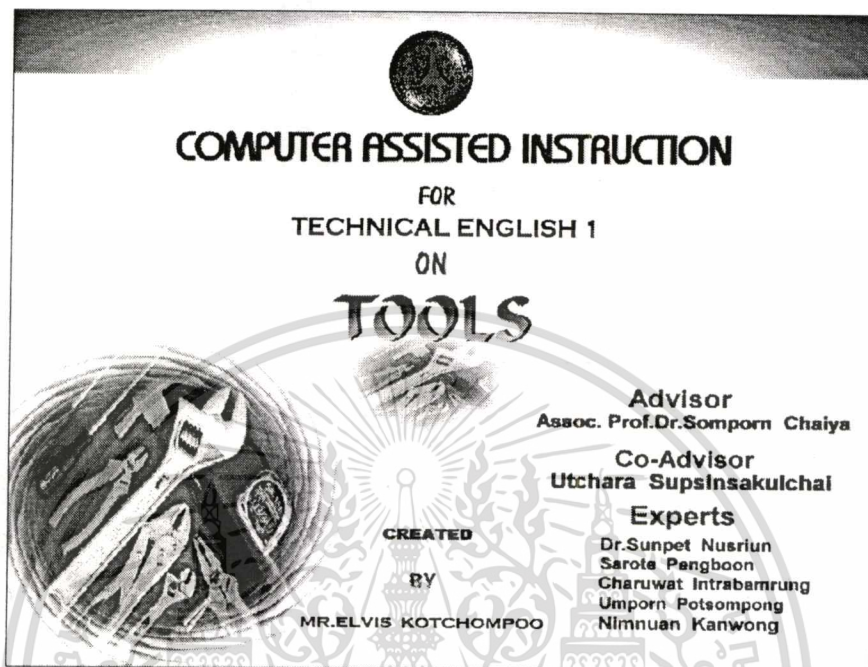 COMPUTER ASSISTED INSTRUCTION
FOR
TECHNICAL ENGLISH 1
ON
TOOLS
Advisor
Assoc. Prof.Dr.Somporn Chaiya
Co-Advisor
Utchara Supsinsakulchai
Experts
Dr.Sunpet Nusriun
Sarote Pengboon
Charuwat Intrabamrung
Umporn Potsompong
Nimnuan Kanwong
CREATED
BY
MR.ELVIS KOTCHOMPOO